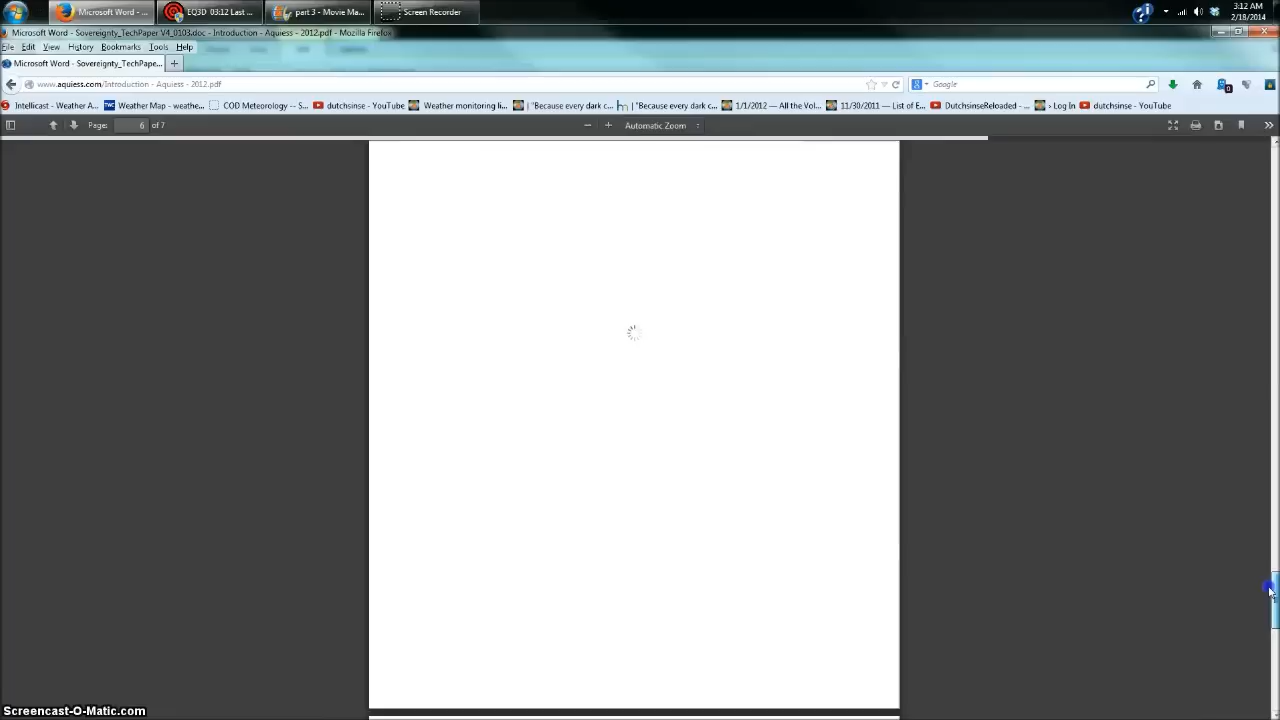 Microsoft Word - ...
EQ3D 03:12 Last ...
part 3 - Movie Ma...
Screen Recorder
3:12 AM
2/18/2014
Microsoft Word - Sovereignty_TechPaper V4_0103.doc - Introduction - Aquiess - 2012.pdf - Mozilla Firefox
File Edit View History Bookmarks Tools Help
Microsoft Word - Sovereignty_TechPape...
www.aquiess.com/Introduction - Aquiess - 2012.pdf
Google
Intellicast - Weather A...
Weather Map - weathe...
COD Meteorology -- S...
dutchsinse - YouTube
Weather monitoring li...
| "Because every dark c...
| "Because every dark c...
1/1/2012 — All the Vol...
11/30/2011 — List of E...
DutchsinseReloaded - ...
› Log In
dutchsinse - YouTube
Page: 6 of 7
Automatic Zoom
Screencast-O-Matic.com